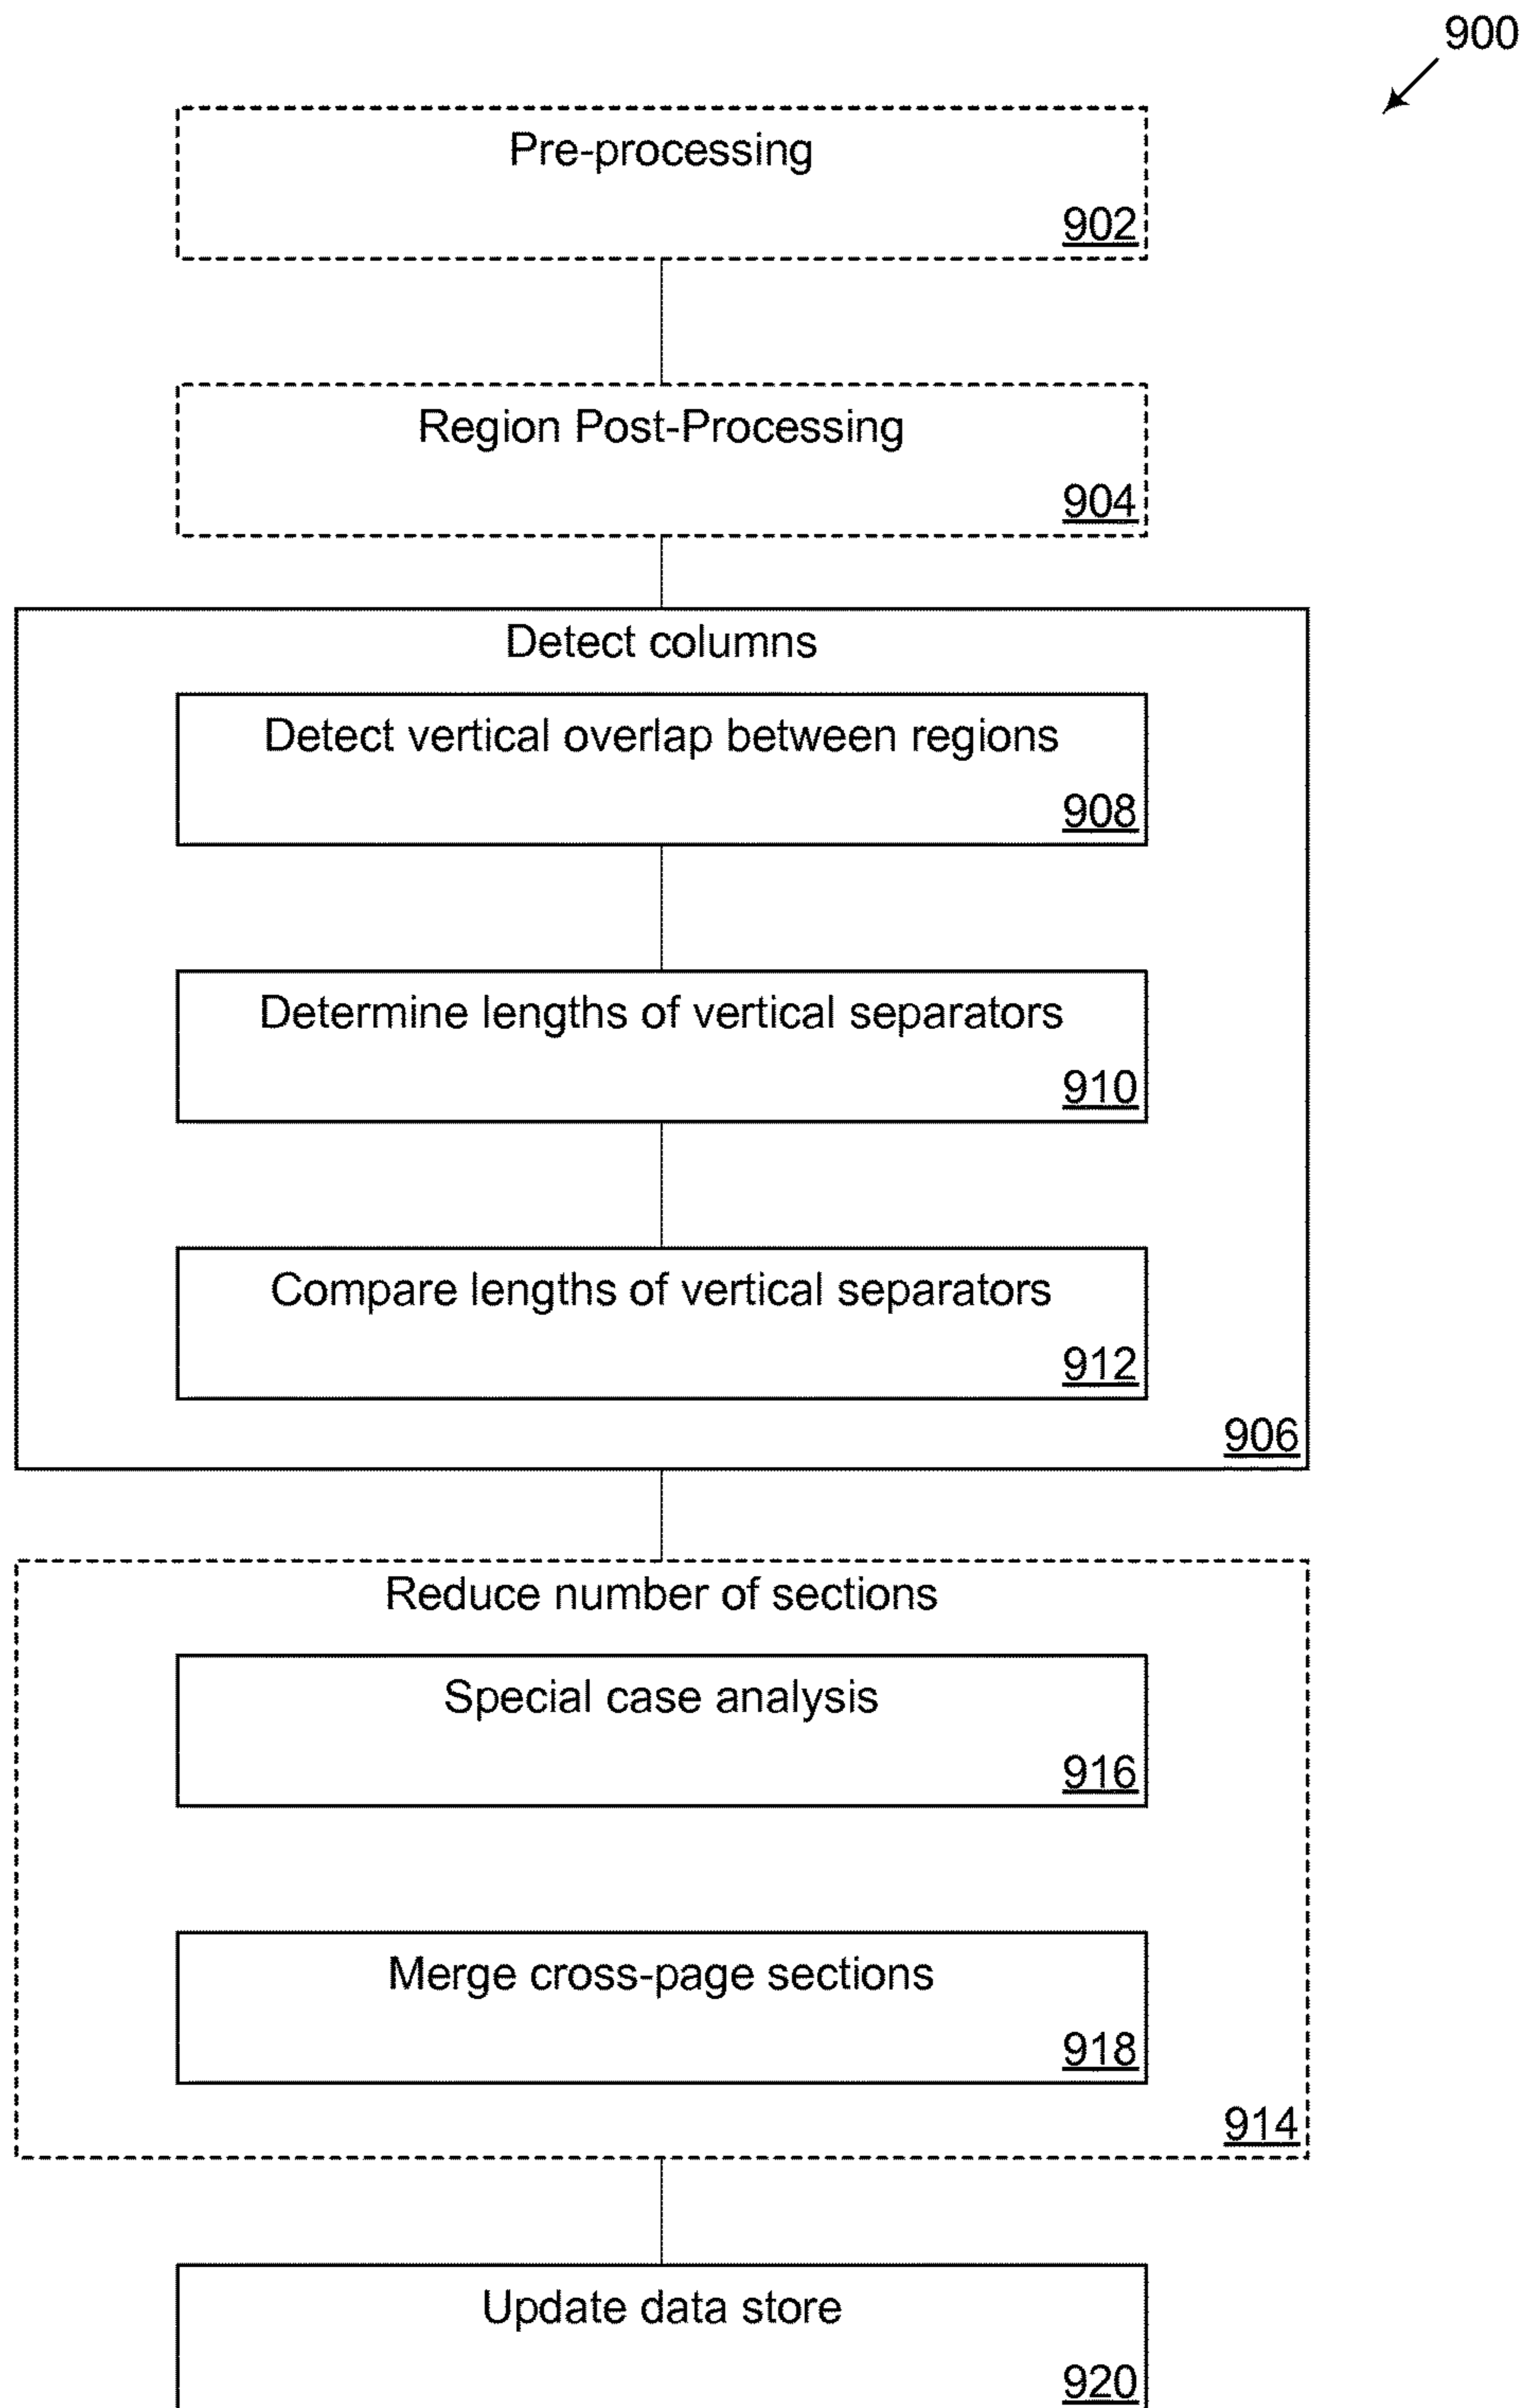 900
Pre-processing
902
Region Post-Processing
904
Detect columns
Detect vertical overlap between regions
908
Determine lengths of vertical separators
910
Compare lengths of vertical separators
912
906
Reduce number of sections
Special case analysis
916
Merge cross-page sections
918
914
Update data store
920